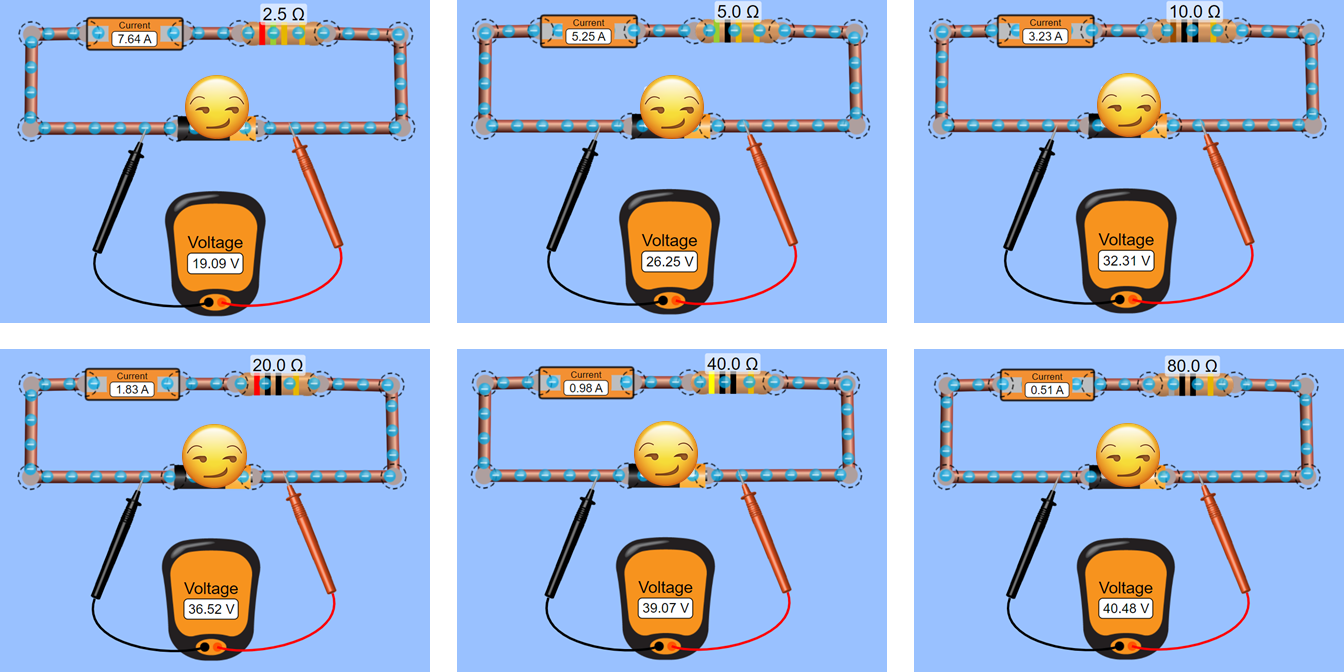 2.5 Ω
Current
7.64 A
Voltage
19.09 V
5.0 Ω
Current
5.25 A
Voltage
26.25 V
10.0 Ω
Current
3.23 A
Voltage
32.31 V
20.0 Ω
Current
1.83 A
Voltage
36.52 V
40.0 Ω
Current
0.98 A
Voltage
39.07 V
80.0 Ω
Current
0.51 A
Voltage
40.48 V